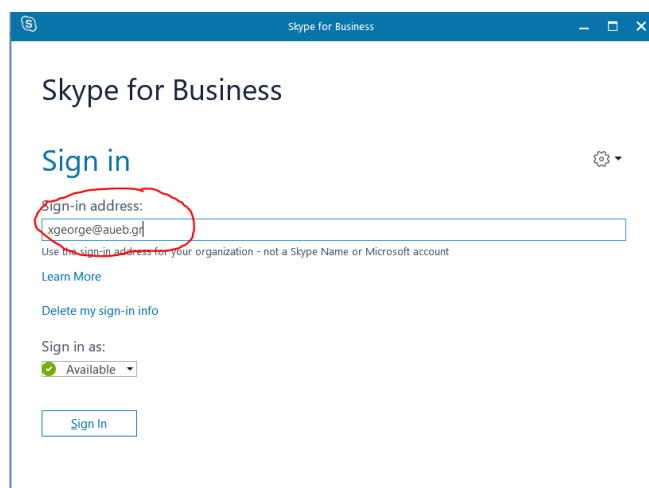 Skype for Business
Skype for Business
Sign in
Sign-in address:
xgeorge@aueb.gr
Use the sign-in address for your organization - not a Skype Name or Microsoft account
Learn More
Delete my sign-in info
Sign in as:
Available
Sign In